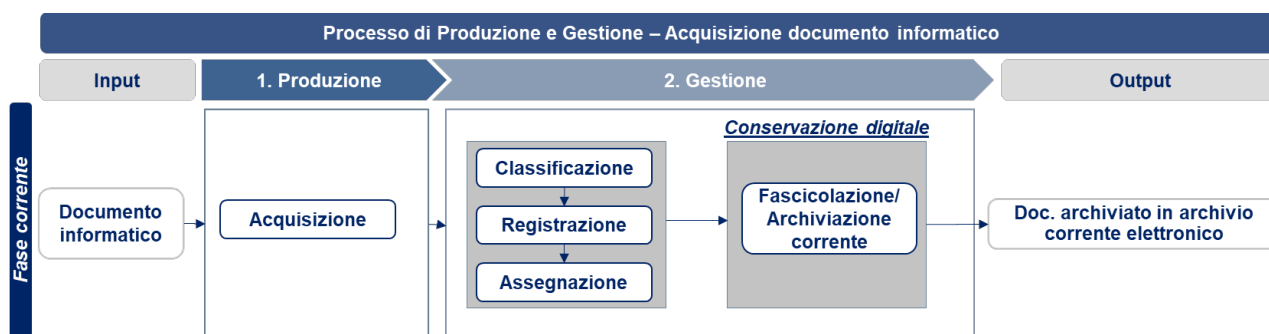 Processo di Produzione e Gestione – Acquisizione documento informatico
Input
1. Produzione
2. Gestione
Output
Fase corrente
Documento
informatico
Acquisizione
Classificazione
Registrazione
Assegnazione
Conservazione digitale
Fascicolazione/
Archiviazione
corrente
Doc. archiviato in archivio
corrente elettronico